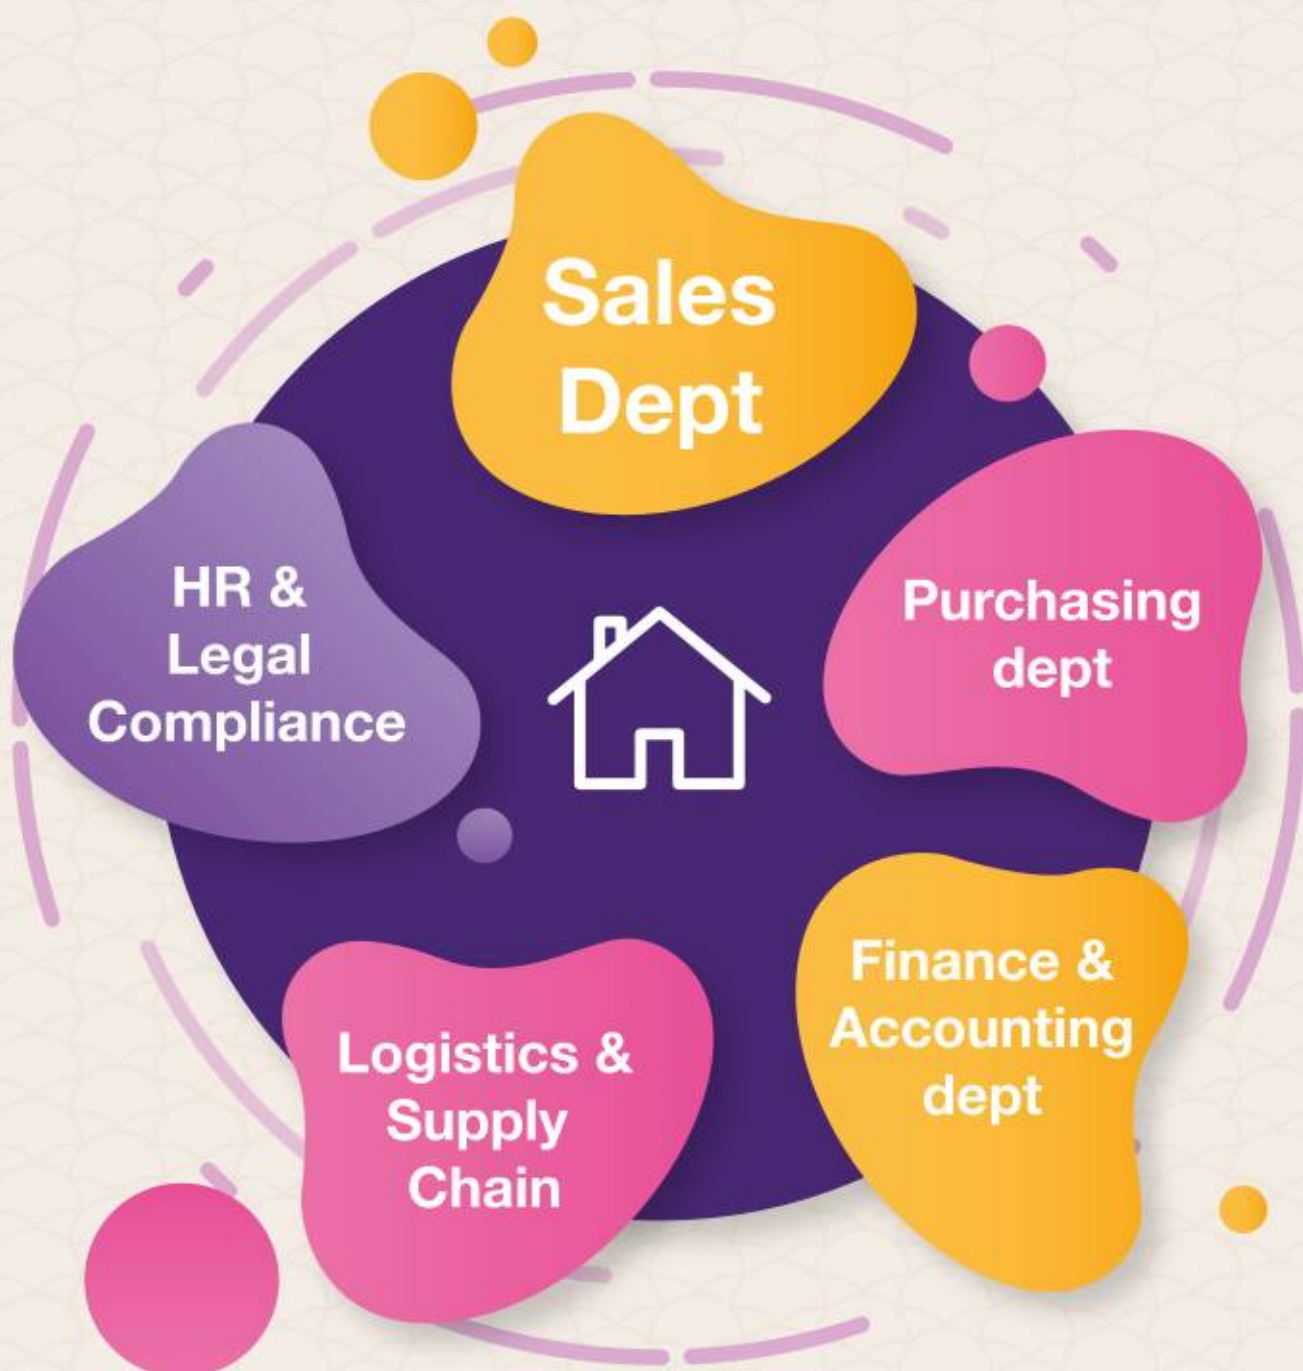 Sales
Dept
Purchasing
dept
Finance &
Accounting
dept
Logistics &
Supply
Chain
HR &
Legal
Compliance